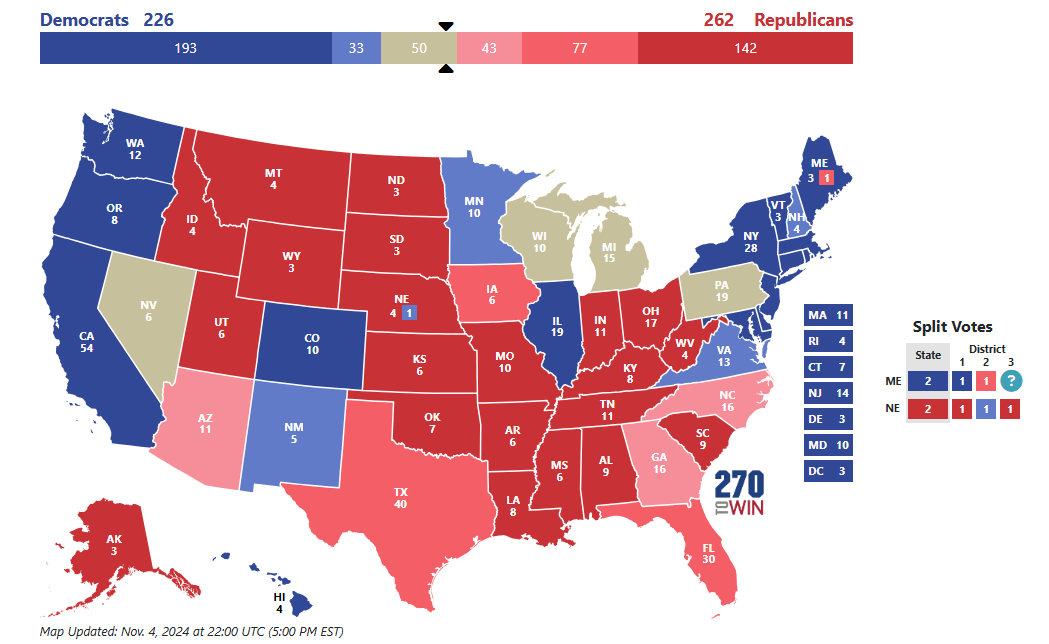 Democrats 226
262 Republicans
193 33 50 43 77 142
WA
12
OR
8
CA
54
NV
6
ID
4
MT
4
WY
3
UT
6
AZ
11
CO
10
NM
5
ND
3
SD
3
NE
4 1
KS
6
OK
7
TX
40
MN
10
IA
6
MO
10
AR
6
LA
8
WI
10
IL
19
MI
15
IN
11
OH
17
KY
8
TN
11
MS
6
AL
9
GA
16
FL
30
SC
9
NC
16
VA
13
WV
4
PA
19
NY
28
VT
3
NH
4
ME
3 1
AK
3
HI
4
MA 11
RI 4
CT 7
NJ 14
DE 3
MD 10
DC 3
Split Votes
State District
1 2 3
ME 2 1 1 ?
NE 2 1 1 1
270
TO WIN
Map Updated: Nov. 4, 2024 at 22:00 UTC (5:00 PM EST)